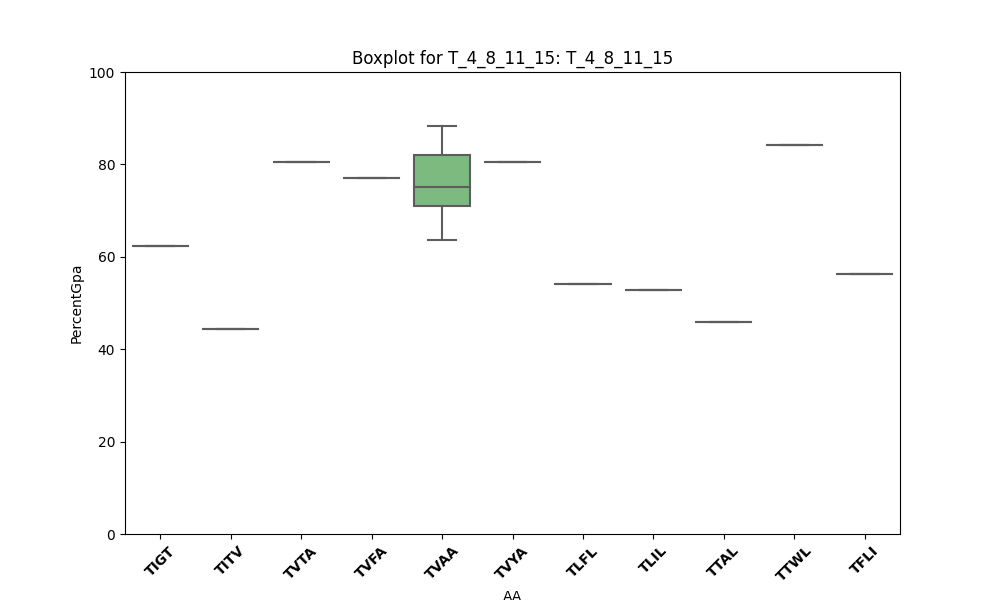 Boxplot for T_4_8_11_15: T_4_8_11_15
PercentGpa
100
80
60
40
20
0
TIGT
TITV
TVTA
TVFA
TVAA
TVYA
TLFL
TLIL
TTAL
TTWL
TFLI
AA